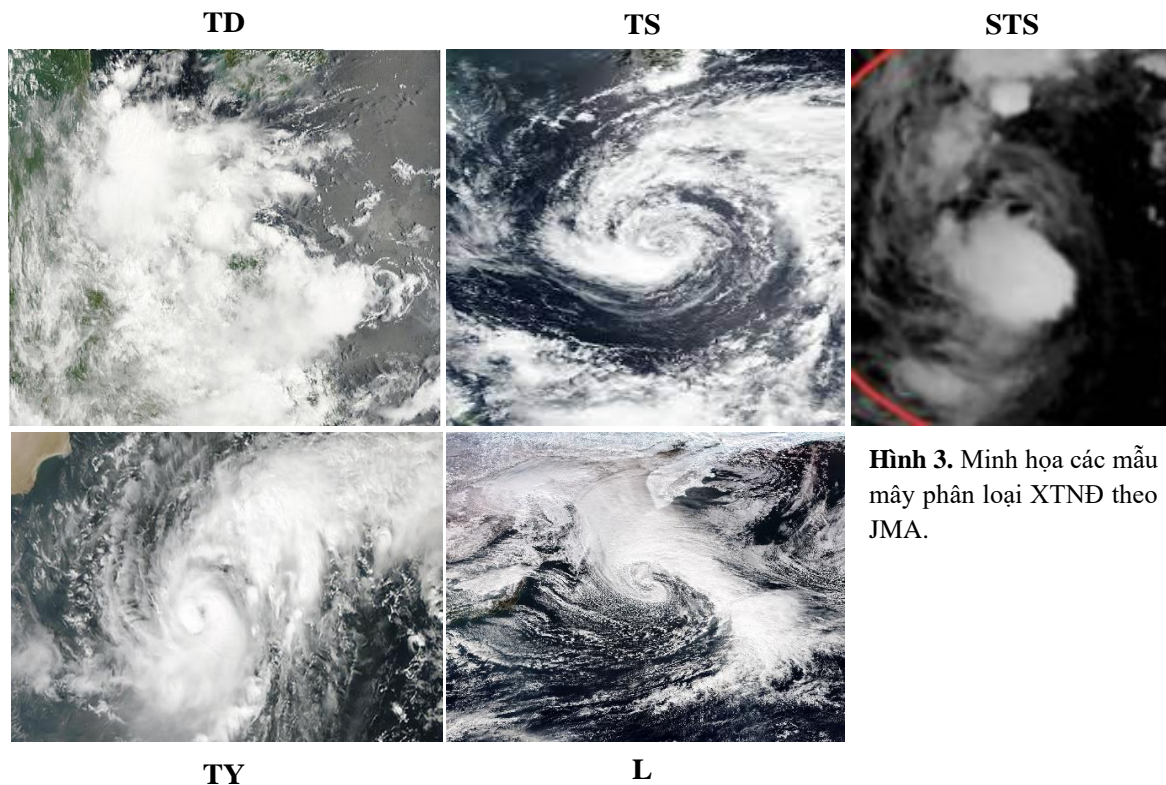 TD
TS
STS
Hình 3. Minh họa các mẫu
mây phân loại XTNĐ theo
JMA.
TY
L